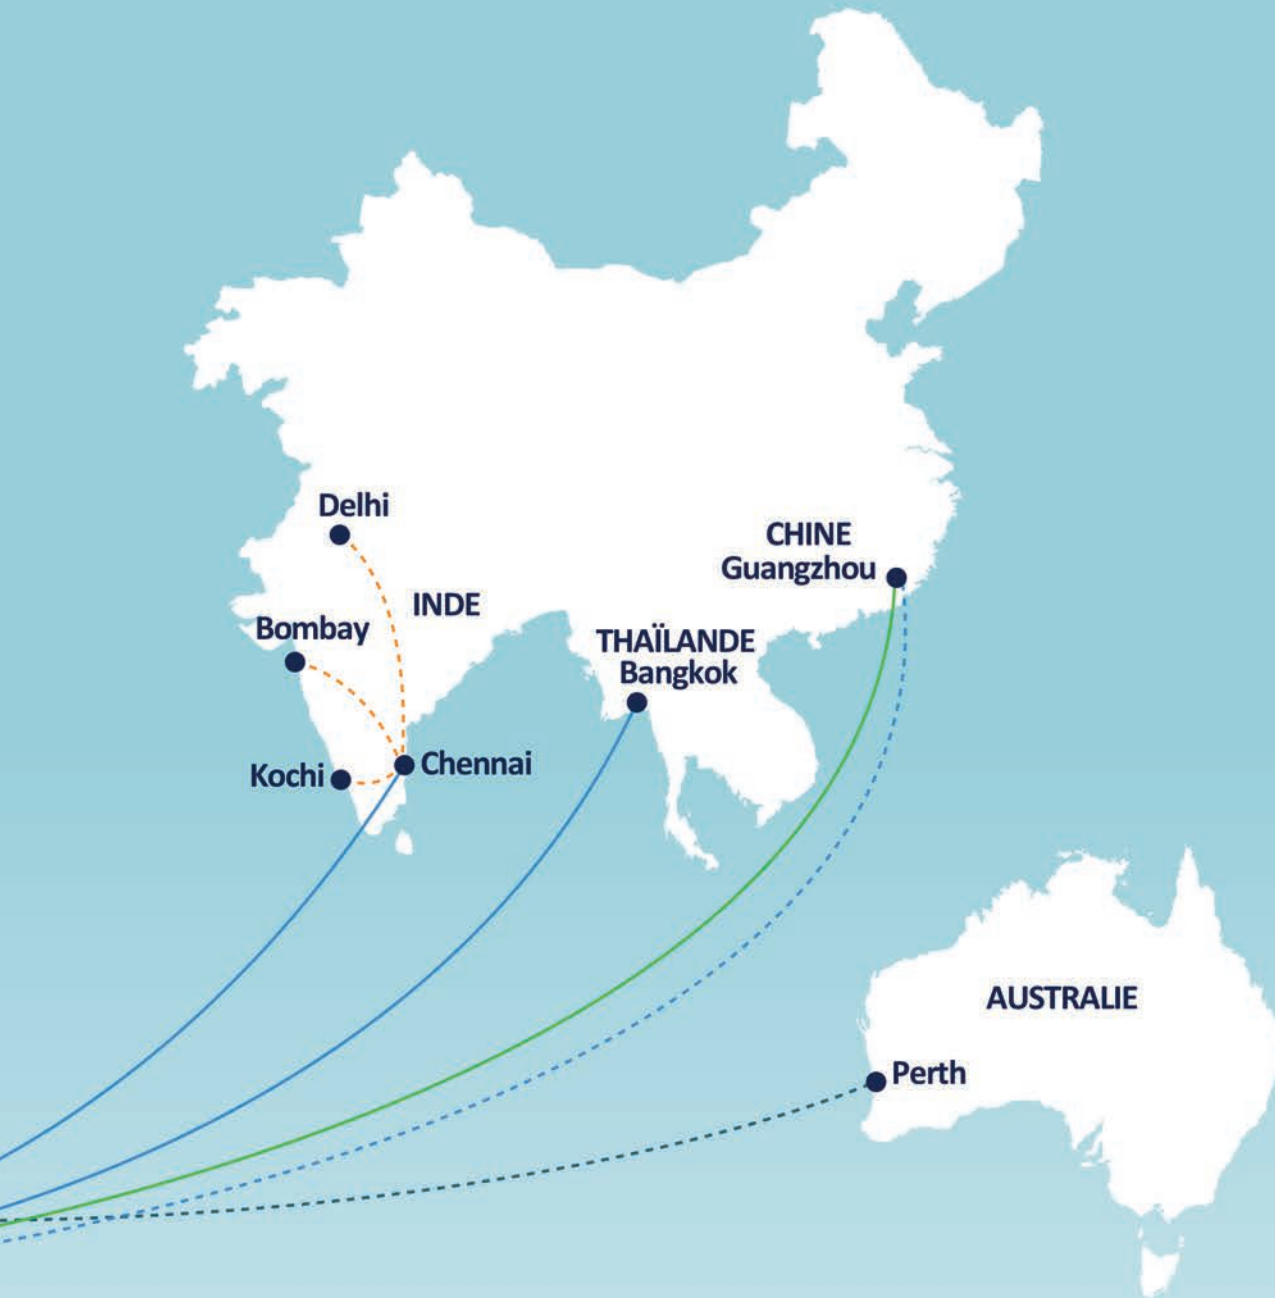 Delhi
CHINE
Guangzhou
INDE
Bombay
THAÏLANDE
Bangkok
Kochi
Chennai
AUSTRALIE
Perth